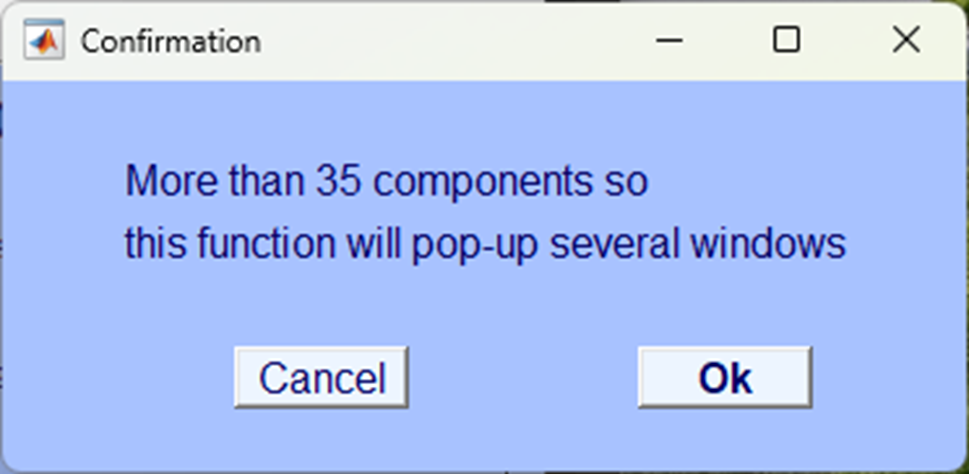 Confirmation
More than 35 components so
this function will pop-up several windows
Cancel
Ok